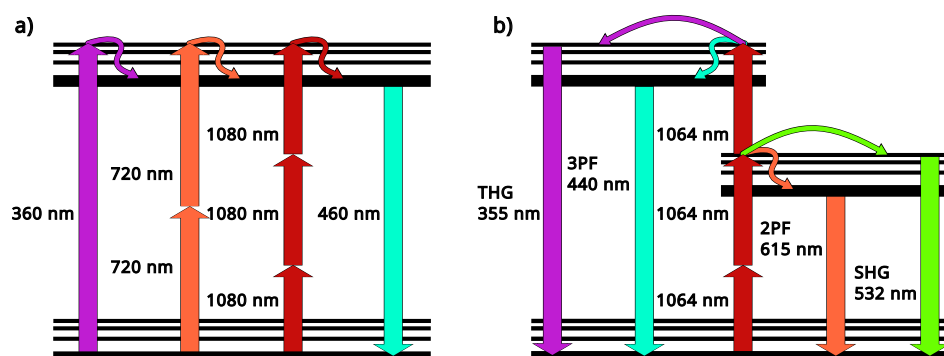 a)
360 nm
720 nm
720 nm
1080 nm
1080 nm
1080 nm
460 nm
b)
THG
355 nm
3PF
440 nm
1064 nm
1064 nm
1064 nm
2PF
615 nm
SHG
532 nm